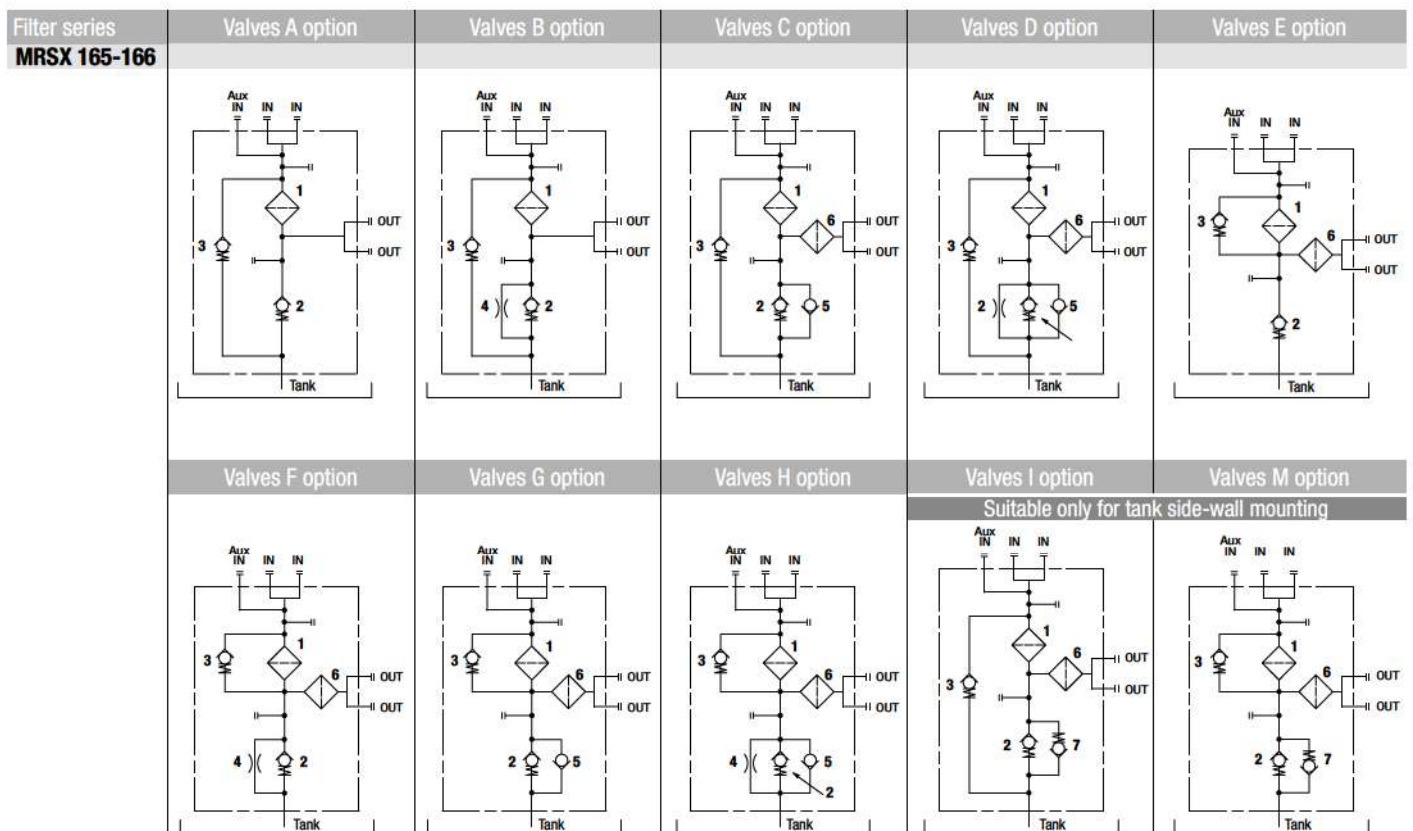 Filter series Valves A option Valves B option Valves C option Valves D option Valves E option
MRSX 165-166
Aux IN IN IN
1
3
OUT
OUT
2
Tank
Aux IN IN IN
1
3
OUT
OUT
4 2
Tank
Aux IN IN IN
1
6
3
OUT
OUT
2 5
Tank
Aux IN IN IN
1
6
3
OUT
OUT
2 5
Tank
Aux IN IN IN
3 1
6
OUT
OUT
2
Tank
Valves F option Valves G option Valves H option Valves I option Valves M option
Suitable only for tank side-wall mounting
Aux IN IN IN
1
3
6
OUT
OUT
4 2
Tank
Aux IN IN IN
1
3
6
OUT
OUT
2 5
Tank
Aux IN IN IN
1
3
6
OUT
OUT
4 5
2
Tank
Aux IN IN IN
1
6
OUT
3
OUT
2 7
Tank
Aux IN IN IN
1
3
6
OUT
OUT
2 7
Tank